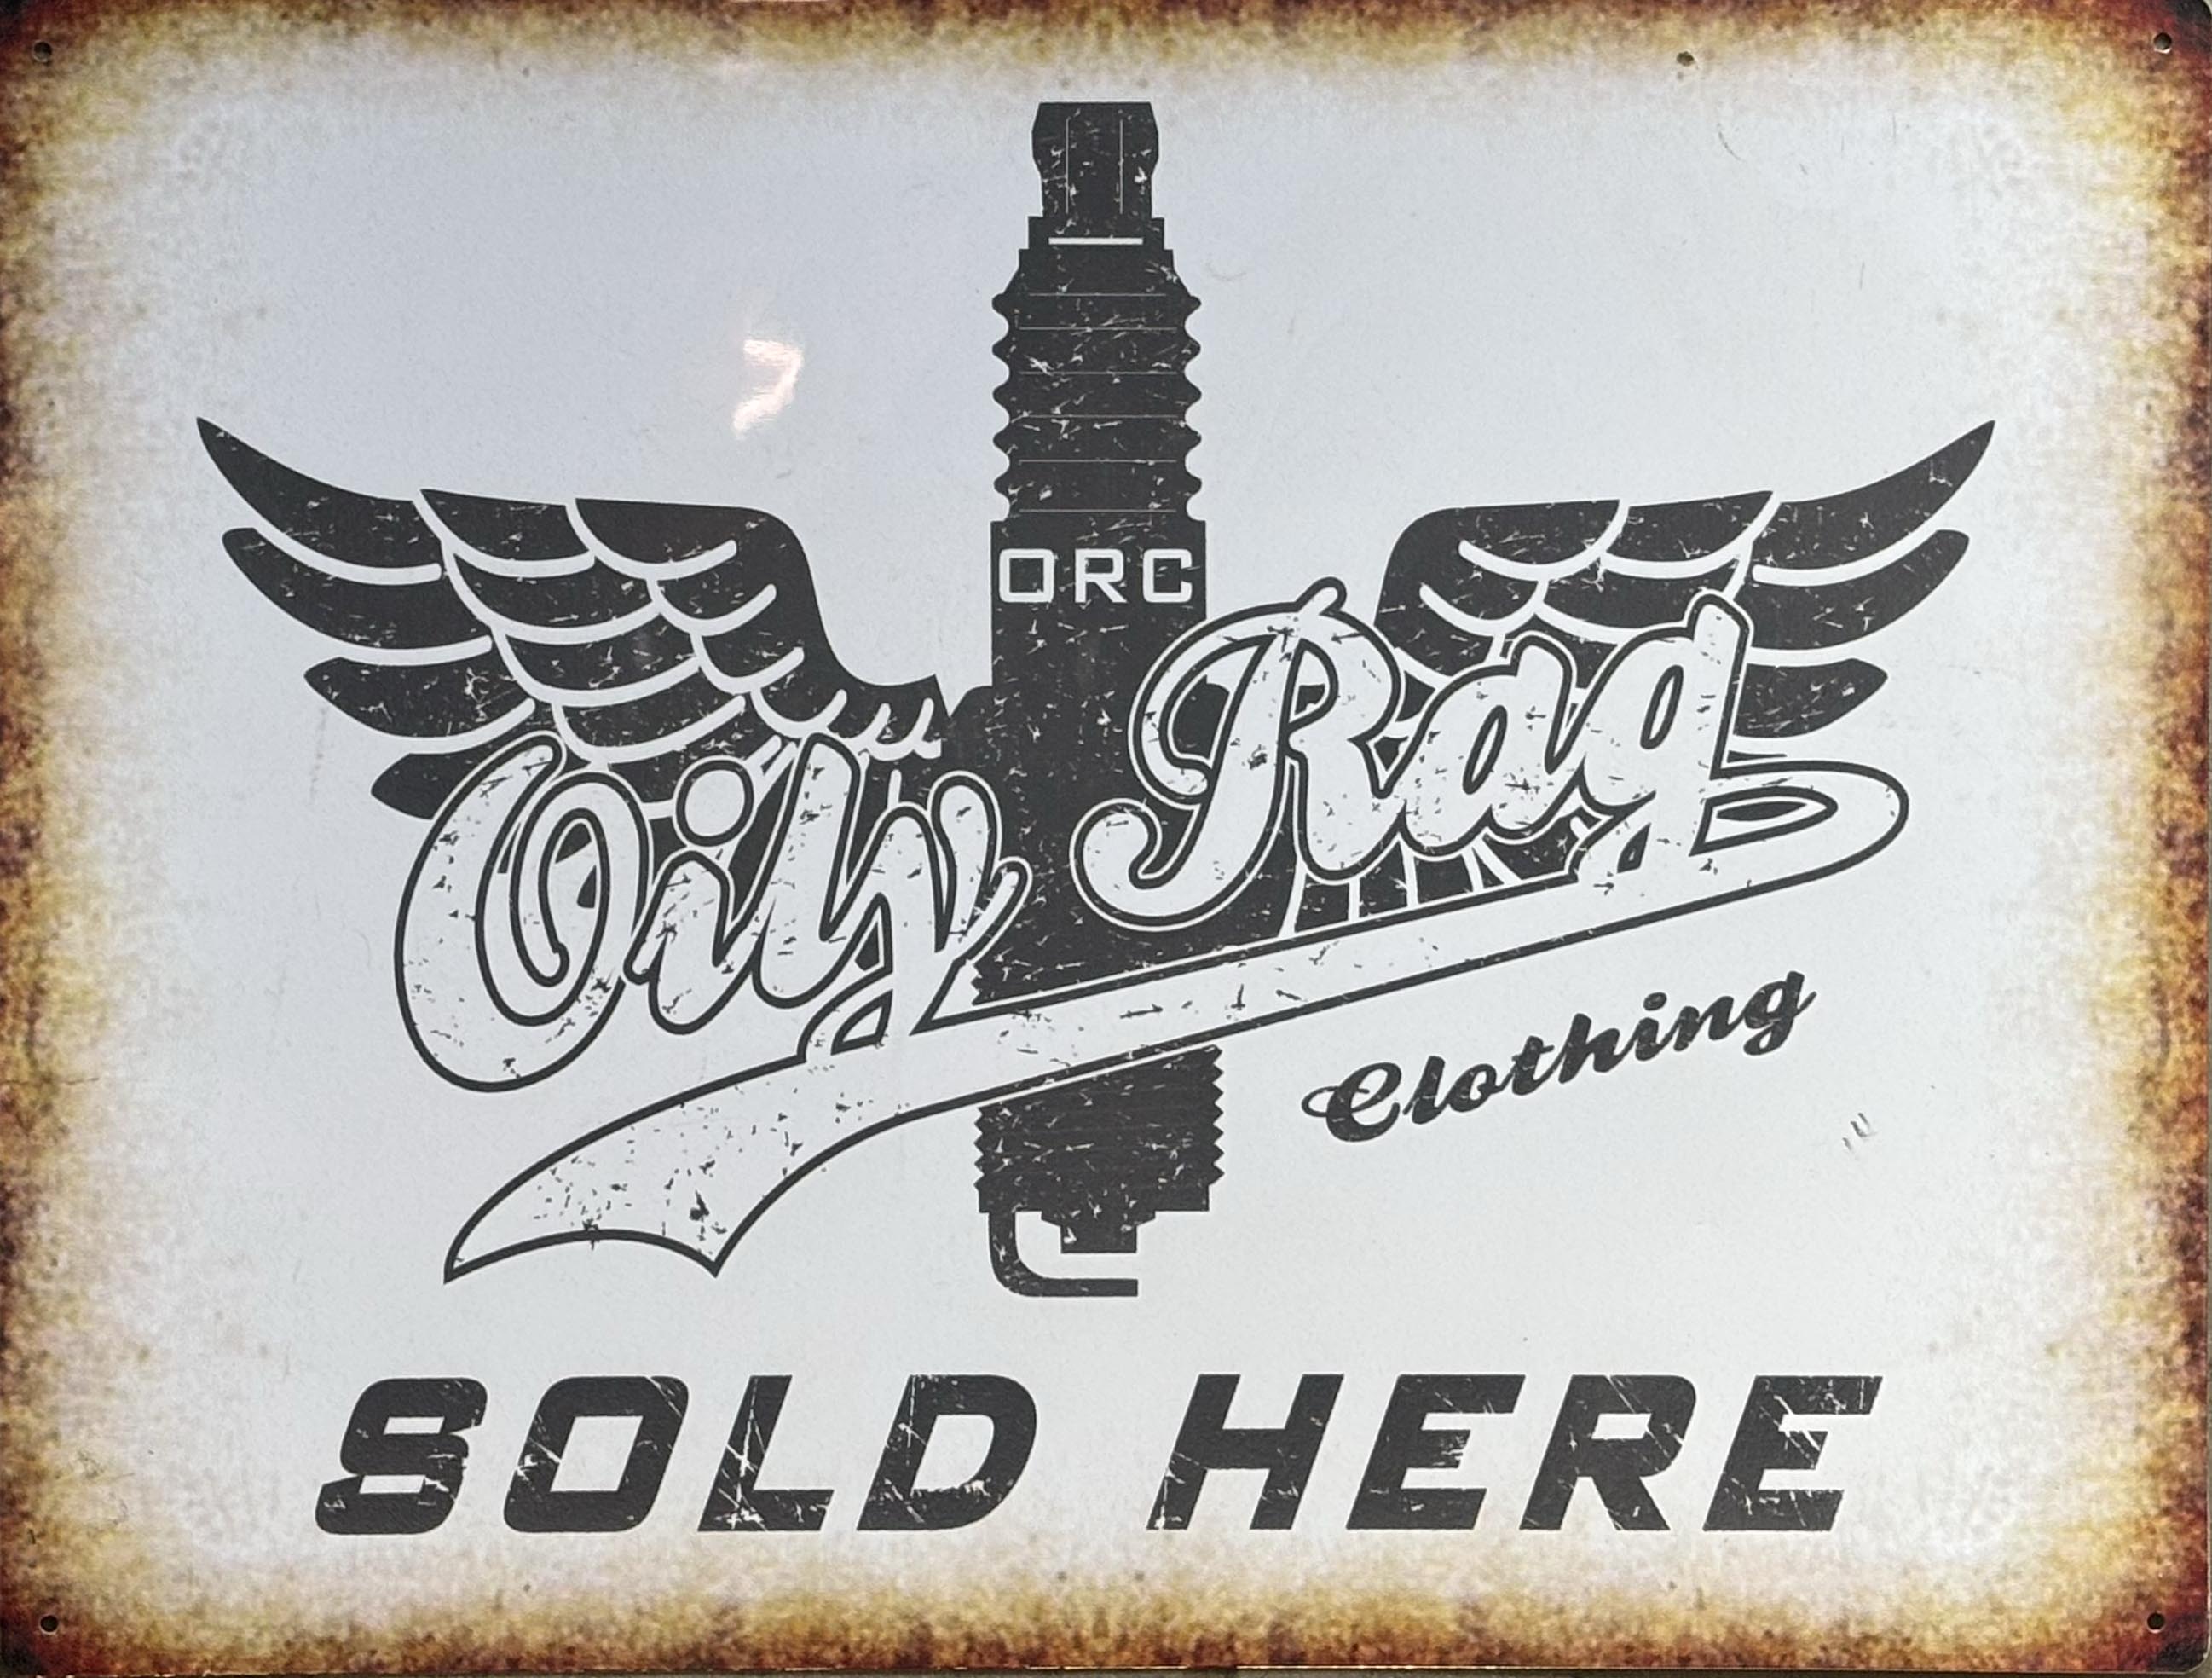 ORC
Oily Rag
Clothing
SOLD HERE